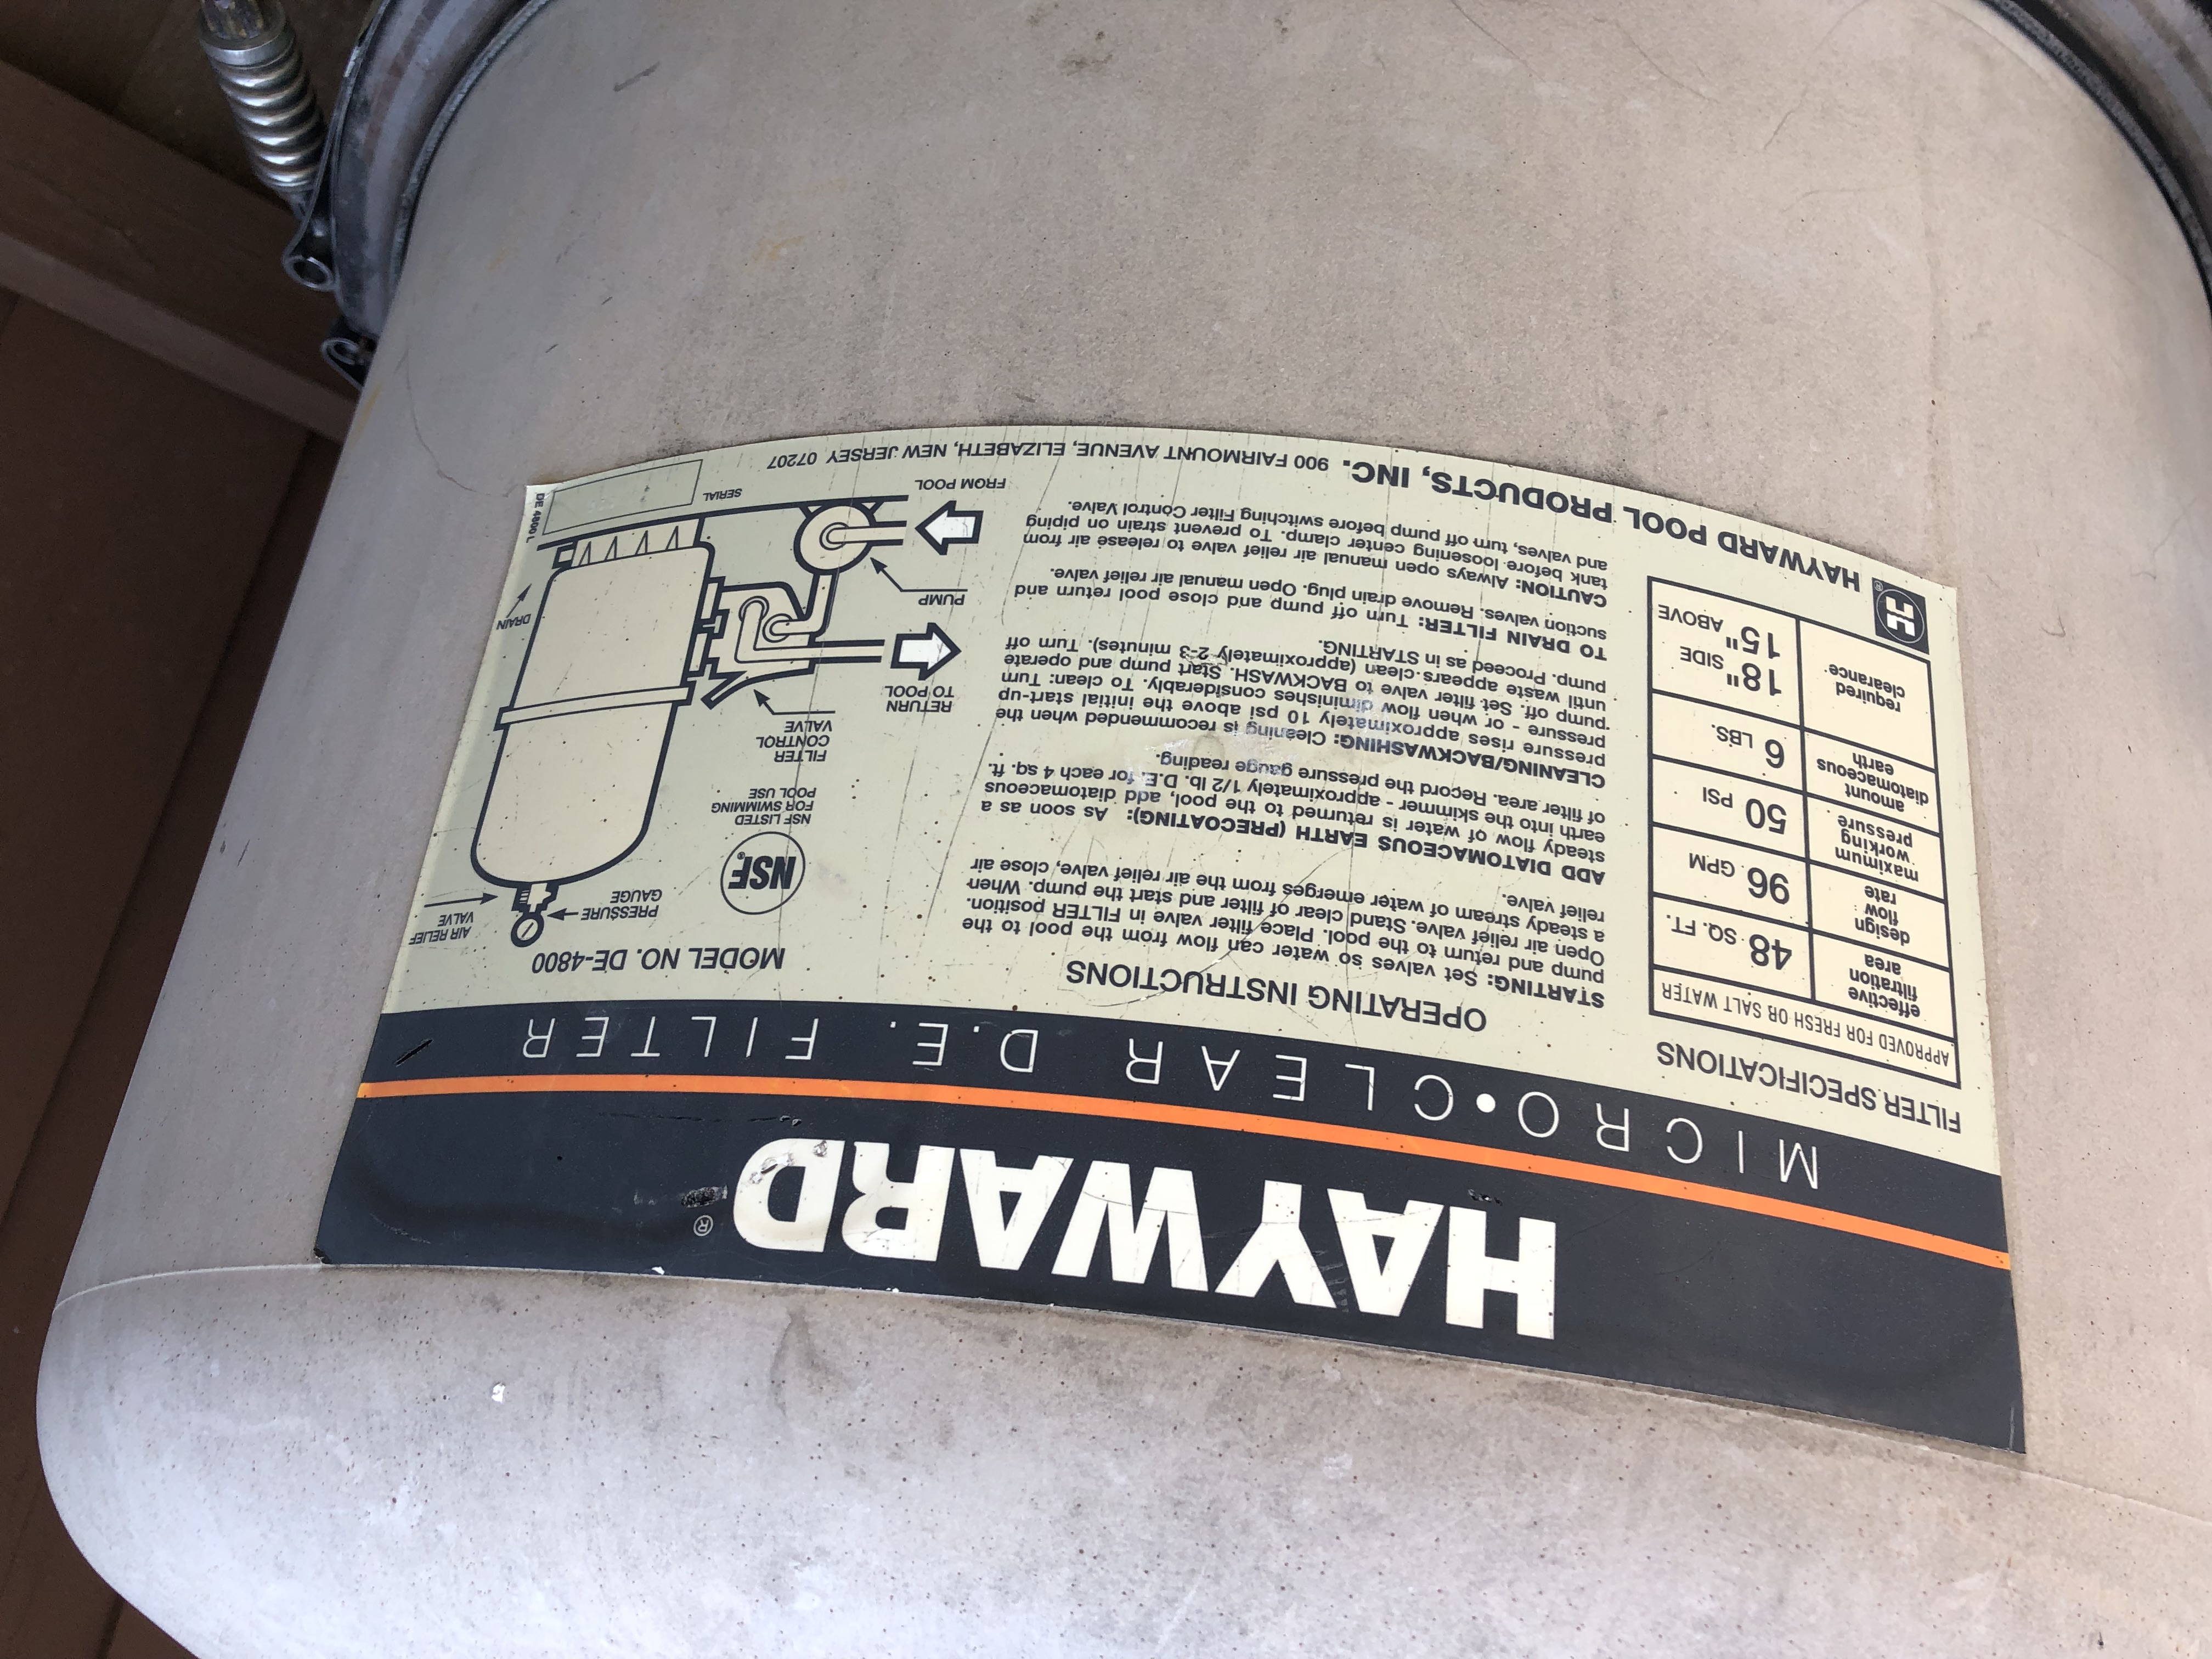 HAYWARD®
MICRO•CLEAR D.E. FILTER
FILTER SPECIFICATIONS
APPROVED FOR FRESH OR SALT WATER
effective filtration area 48 SQ. FT.
design flow rate 96 GPM
maximum working pressure 50 PSI
amount diatomaceous earth 6 LBS.
required clearance 18" SIDE 15" ABOVE
OPERATING INSTRUCTIONS
STARTING: Set valves so water can flow from the pool to the
pump and return to the pool. Place filter valve in FILTER position.
Open air relief valve. Stand clear of filter and start the pump. When
a steady stream of water emerges from the air relief valve, close air
relief valve.
ADD DIATOMACEOUS EARTH (PRECOATING): As soon as a
steady flow of water is returned to the pool, add diatomaceous
earth into the skimmer - approximately 1/2 lb. D.E. for each 4 sq. ft.
of filter area. Record the pressure gauge reading.
CLEANING/BACKWASHING: Cleaning is recommended when the
pressure rises approximately 10 psi above the initial start-up
pressure - or when flow diminishes considerably. To clean: Turn
pump off. Set filter valve to BACKWASH. Start pump and operate
until waste appears clean (approximately 2-3 minutes). Turn off
pump. Proceed as in STARTING.
TO DRAIN FILTER: Turn off pump and close pool return and
suction valves. Remove drain plug. Open manual air relief valve.
CAUTION: Always open manual air relief valve to release air from
tank before loosening center clamp. To prevent strain on piping
and valves, turn off pump before switching Filter Control Valve.
MODEL NO. DE-4800
NSF®
NSF LISTED
FOR SWIMMING
POOL USE
PRESSURE
GAUGE
AIR RELIEF
VALVE
FILTER
CONTROL
VALVE
RETURN
TO POOL
PUMP
FROM POOL
DRAIN
SERIAL
DE 4800 L
H®
HAYWARD POOL PRODUCTS, INC. 900 FAIRMOUNT AVENUE, ELIZABETH, NEW JERSEY 07207